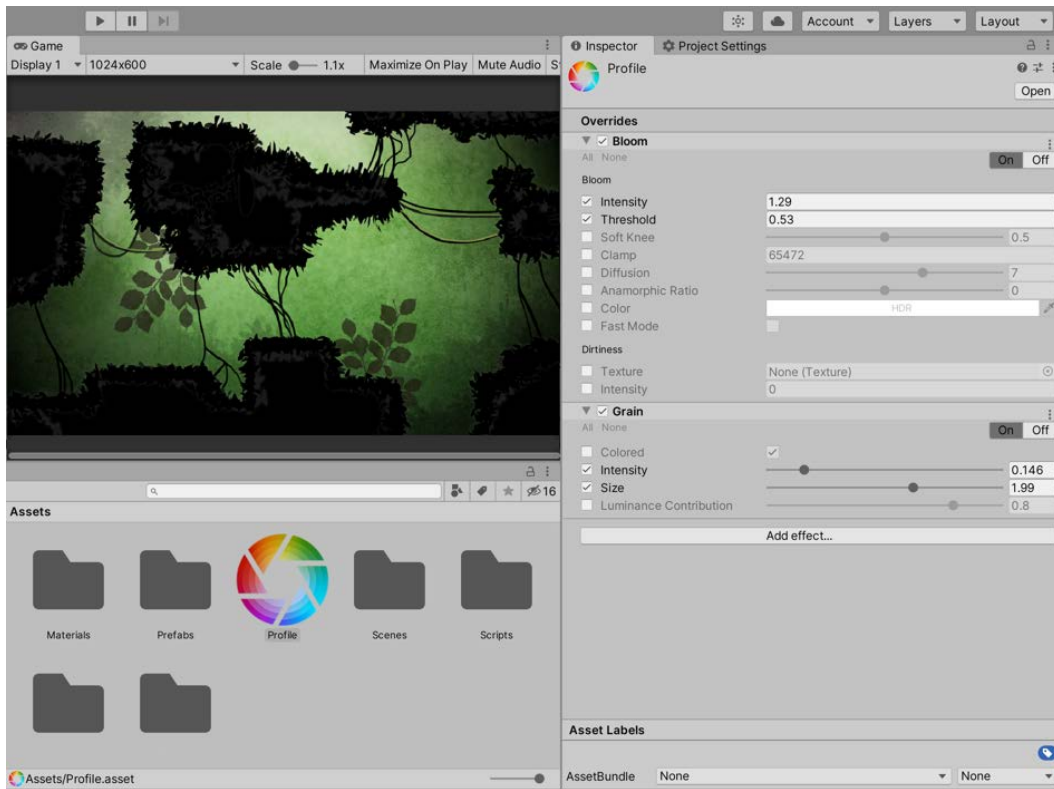 Account Layers Layout
Game
Display 1 1024x600 Scale 1.1x Maximize On Play Mute Audio
Inspector Project Settings
Profile
Open
Overrides
Bloom
All None On Off
Bloom
Intensity 1.29
Threshold 0.53
Soft Knee 0.5
Clamp 65472
Diffusion 7
Anamorphic Ratio 0
Color HDR
Fast Mode
Dirtiness
Texture None (Texture)
Intensity 0
Grain
All None On Off
Colored
Intensity 0.146
Size 1.99
Luminance Contribution 0.8
Add effect...
16
Assets
Materials Prefabs Profile Scenes Scripts
Assets/Profile.asset
Asset Labels
AssetBundle None None